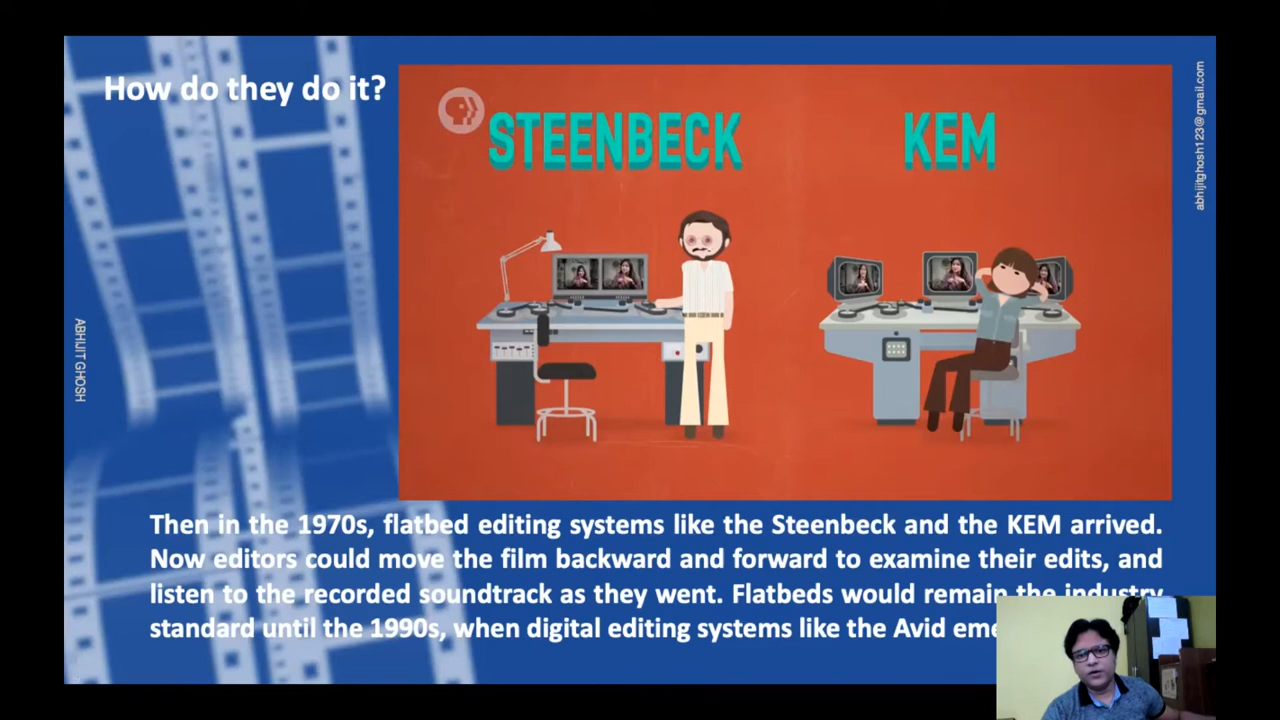 How do they do it?
STEENBECK
KEM
abhijitghosh123@gmail.com
ABHIJIT GHOSH
Then in the 1970s, flatbed editing systems like the Steenbeck and the KEM arrived.
Now editors could move the film backward and forward to examine their edits, and
listen to the recorded soundtrack as they went. Flatbeds would remain the industry
standard until the 1990s, when digital editing systems like the Avid